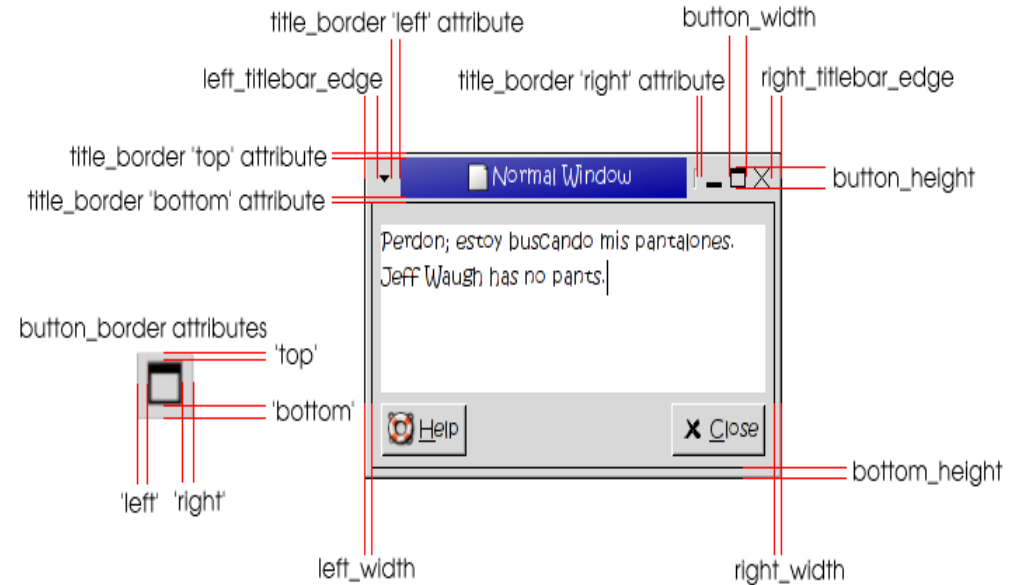 title_border 'left' attribute
button_width
left_titlebar_edge
title_border 'right' attribute
right_titlebar_edge
title_border 'top' attribute
Normal Window
button_height
title_border 'bottom' attribute
Perdon; estoy buscando mis pantalones.
Jeff Waugh has no pants.
button_border attributes
'top'
'bottom'
Help
Close
bottom_height
'left'
'right'
left_width
right_width